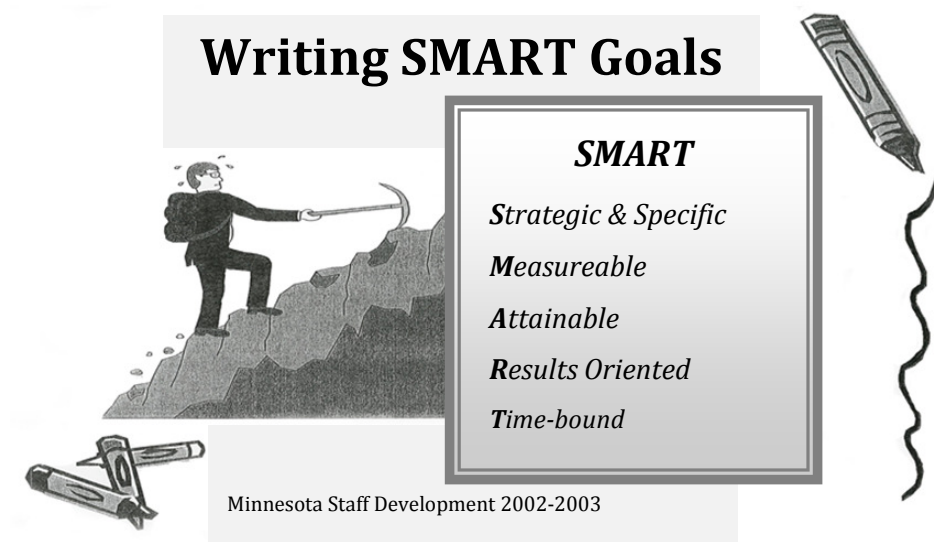 Writing SMART Goals
SMART
Strategic & Specific
Measureable
Attainable
Results Oriented
Time-bound
Minnesota Staff Development 2002-2003